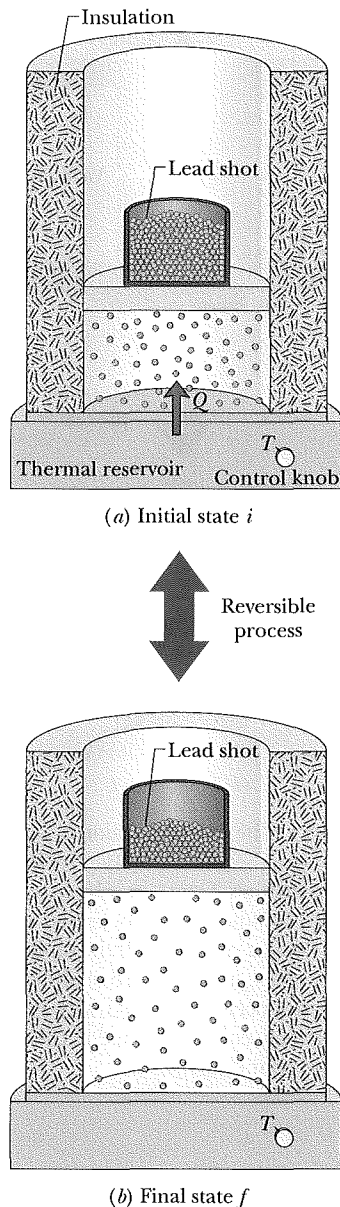 Insulation
Lead shot
Q
Thermal reservoir
T
Control knob
(a) Initial state i
Reversible
process
Lead shot
T
(b) Final state f